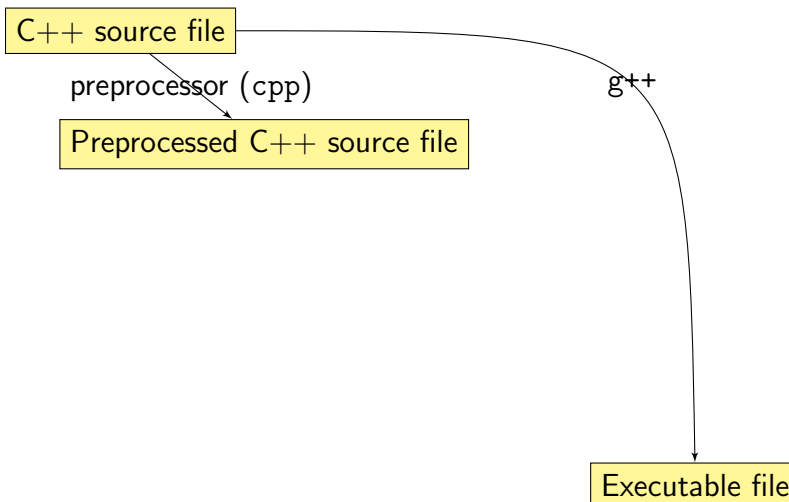 C++ source file
preprocessor (cpp)
g++
Preprocessed C++ source file
Executable file